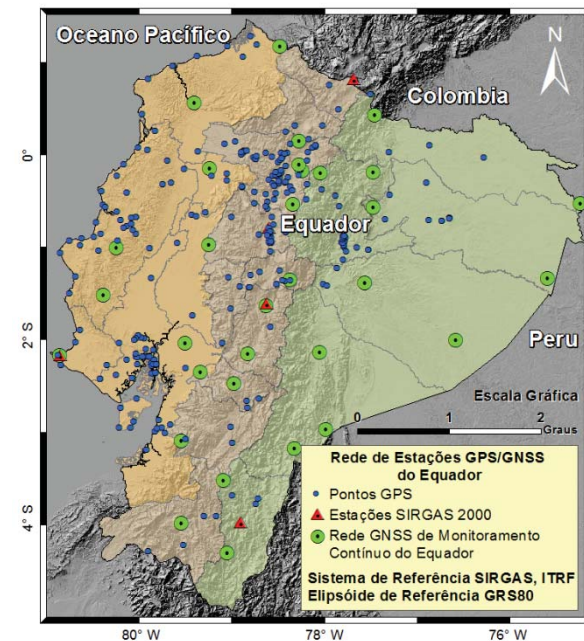 Oceano Pacífico
N
Colombia
0°
Equador
2°S
Peru
Escala Gráfica
0 1 2
Graus
Rede de Estações GPS/GNSS
do Equador
Pontos GPS
Estações SIRGAS 2000
Rede GNSS de Monitoramento
Contínuo do Equador
Sistema de Referência SIRGAS, ITRF
Elipsóide de Referência GRS80
4°S
80°W 78°W 76°W